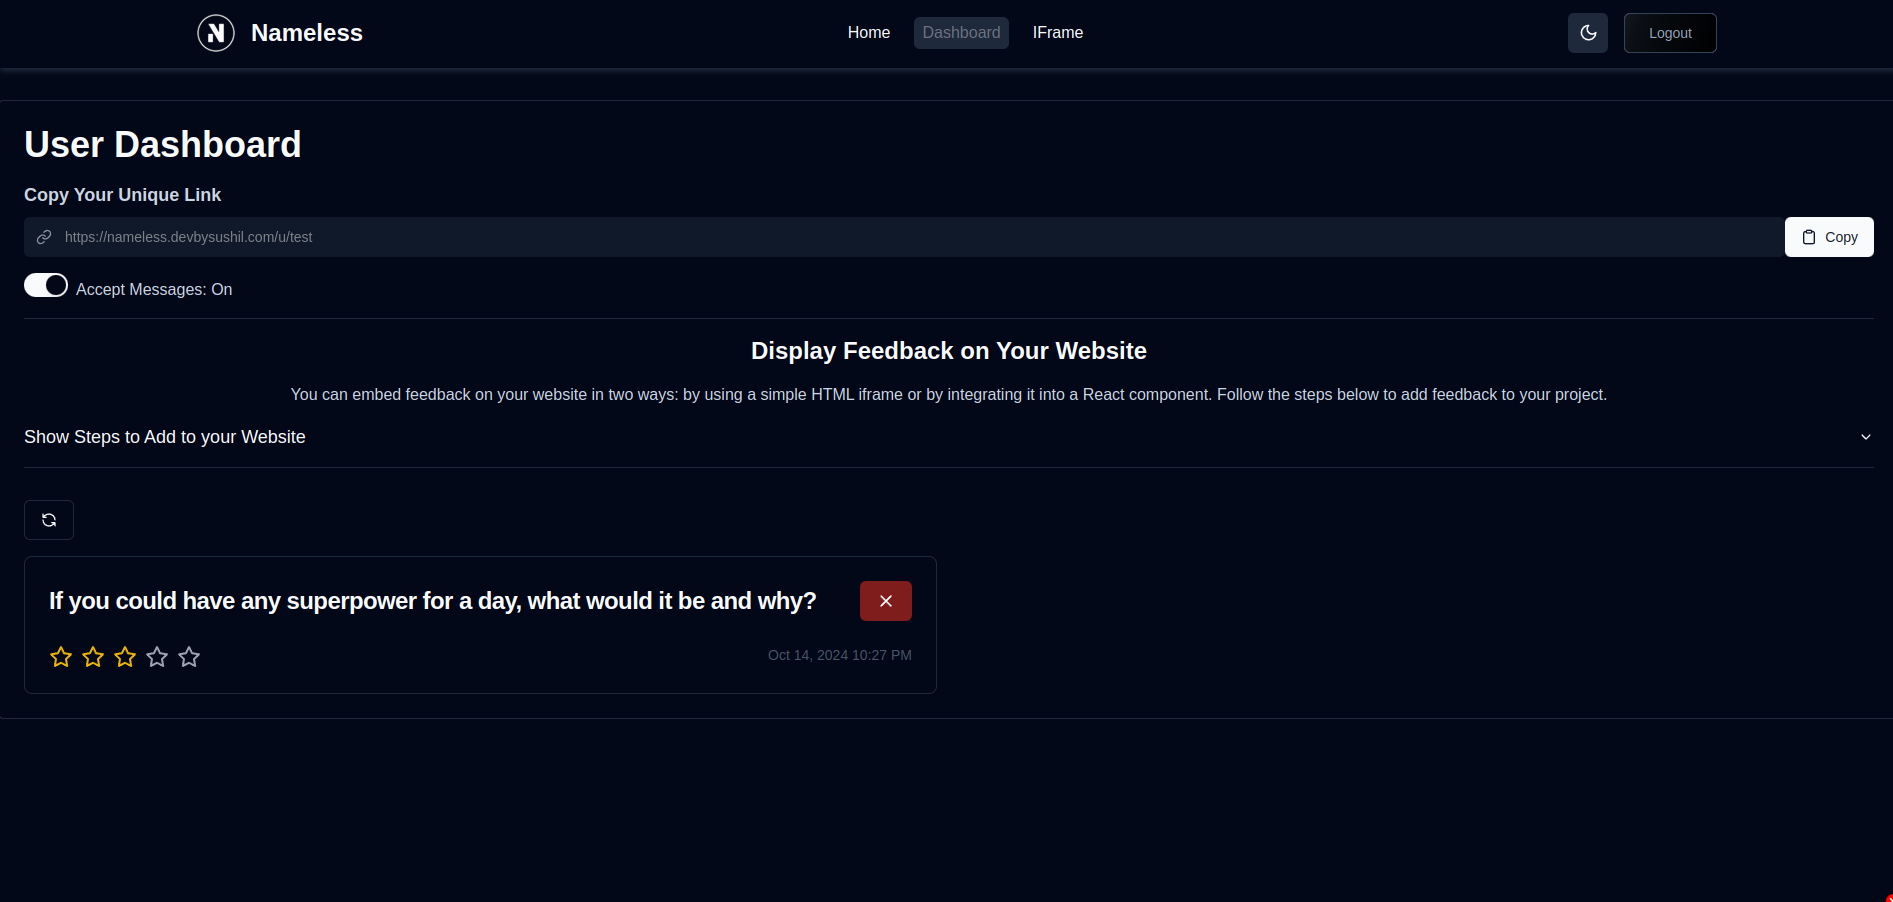 Nameless
Home
Dashboard
IFrame
Logout
User Dashboard
Copy Your Unique Link
https://nameless.devbysushil.com/u/test
Copy
Accept Messages: On
Display Feedback on Your Website
You can embed feedback on your website in two ways: by using a simple HTML iframe or by integrating it into a React component. Follow the steps below to add feedback to your project.
Show Steps to Add to your Website
If you could have any superpower for a day, what would it be and why?
Oct 14, 2024 10:27 PM